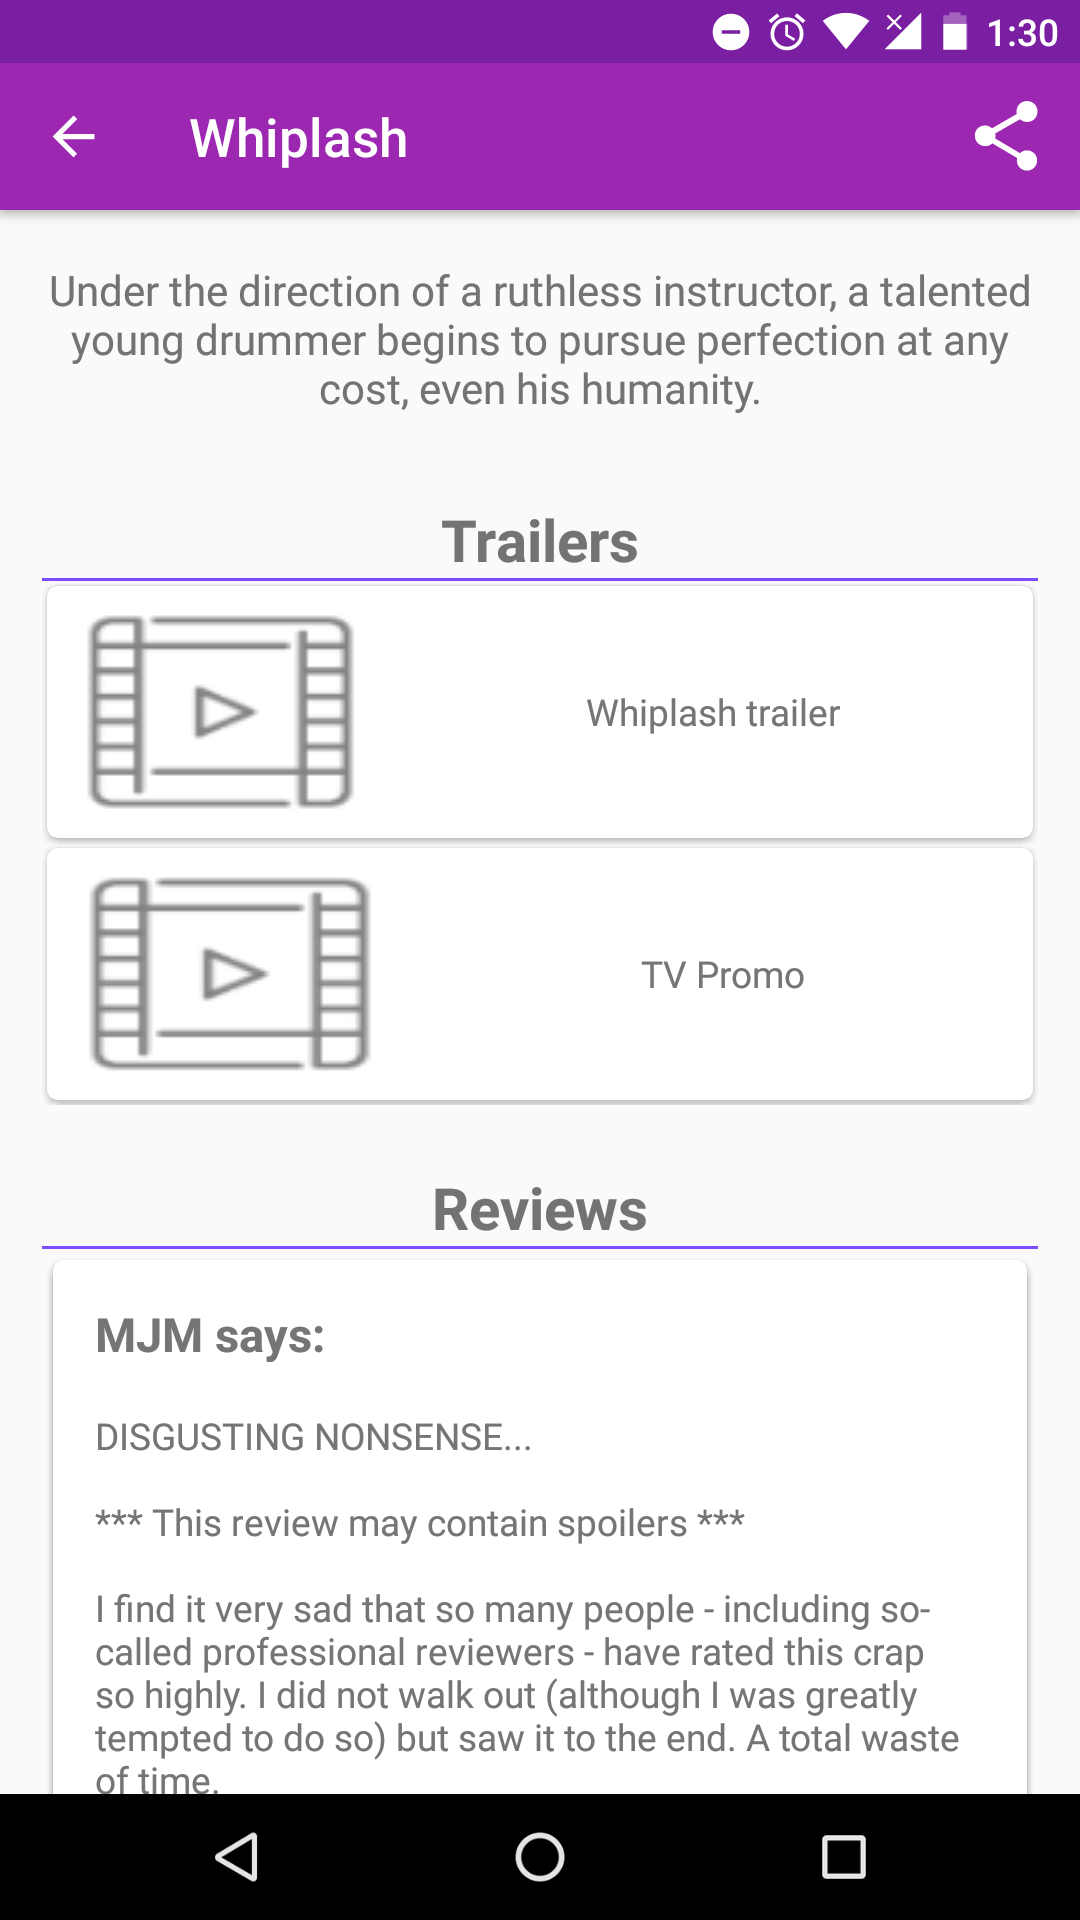 1:30
Whiplash
Under the direction of a ruthless instructor, a talented
young drummer begins to pursue perfection at any
cost, even his humanity.
Trailers
Whiplash trailer
TV Promo
Reviews
MJM says:
DISGUSTING NONSENSE...
*** This review may contain spoilers ***
I find it very sad that so many people - including so-
called professional reviewers - have rated this crap
so highly. I did not walk out (although I was greatly
tempted to do so) but saw it to the end. A total waste
of time.